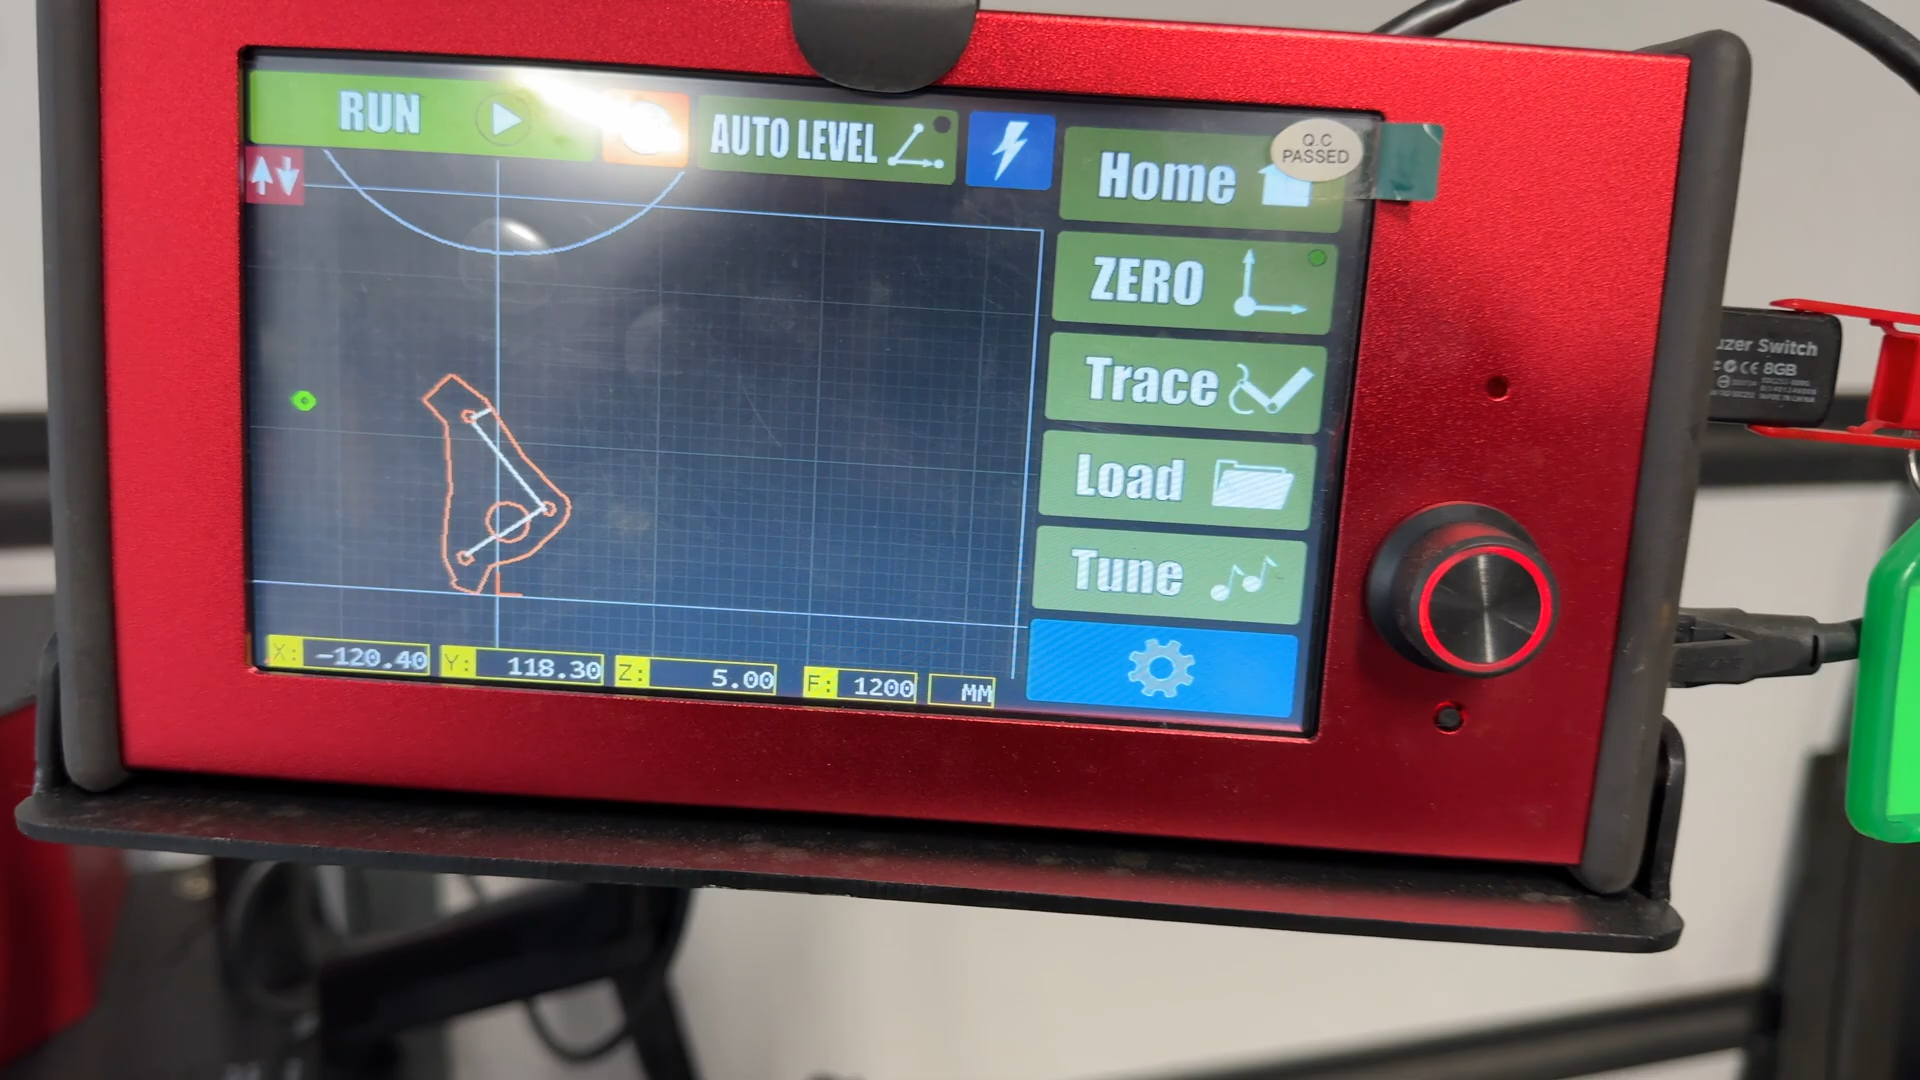 RUN
AUTO LEVEL
Home
Q.C
PASSED
ZERO
Trace
Load
Tune
X: -120.40 Y: 118.30 Z: 5.00 F: 1200 MM
Switch
8GB